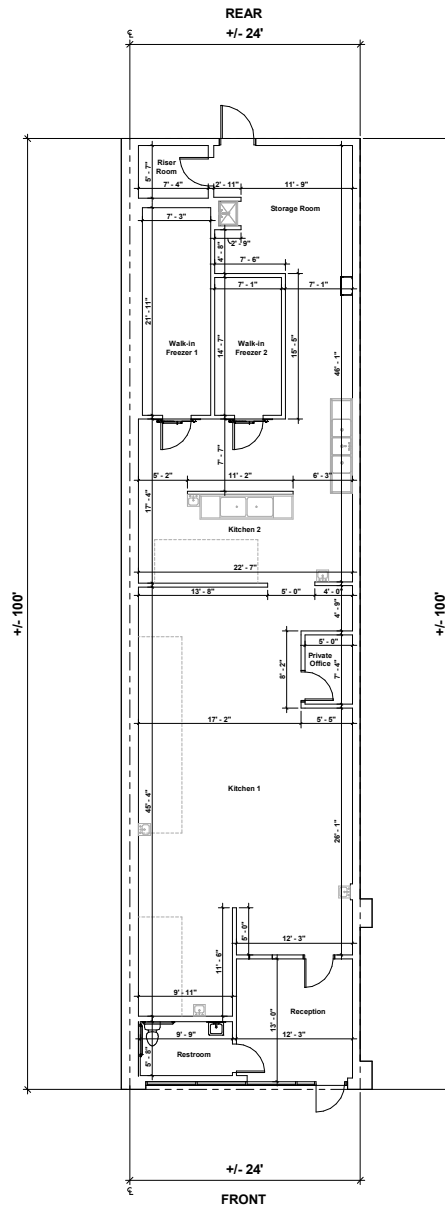 REAR
+/- 24'
℄
Riser
Room
5' - 7"
7' - 4"
2' - 11"
11' - 9"
Storage Room
7' - 3"
4' - 8"
2' - 9"
7' - 6"
7' - 1"
7' - 1"
21' - 11"
14' - 7"
15' - 5"
46' - 1"
Walk-in
Freezer 1
Walk-in
Freezer 2
7' - 7"
5' - 2"
11' - 2"
6' - 3"
17' - 4"
Kitchen 2
22' - 7"
13' - 8"
5' - 0"
4' - 0"
4' - 9"
+/- 100'
+/- 100'
5' - 0"
Private
Office
8' - 2"
7' - 4"
17' - 2"
5' - 5"
Kitchen 1
45' - 4"
26' - 1"
5' - 0"
12' - 3"
11' - 6"
9' - 11"
13' - 0"
Reception
9' - 9"
12' - 3"
Restroom
5' - 8"
+/- 24'
℄
FRONT